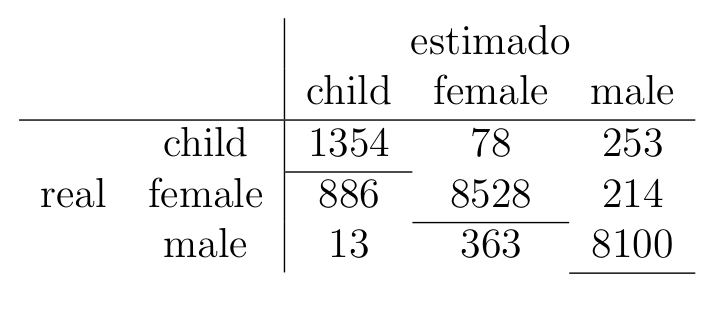 estimado
child female male
child 1354 78 253
real female 886 8528 214
male 13 363 8100